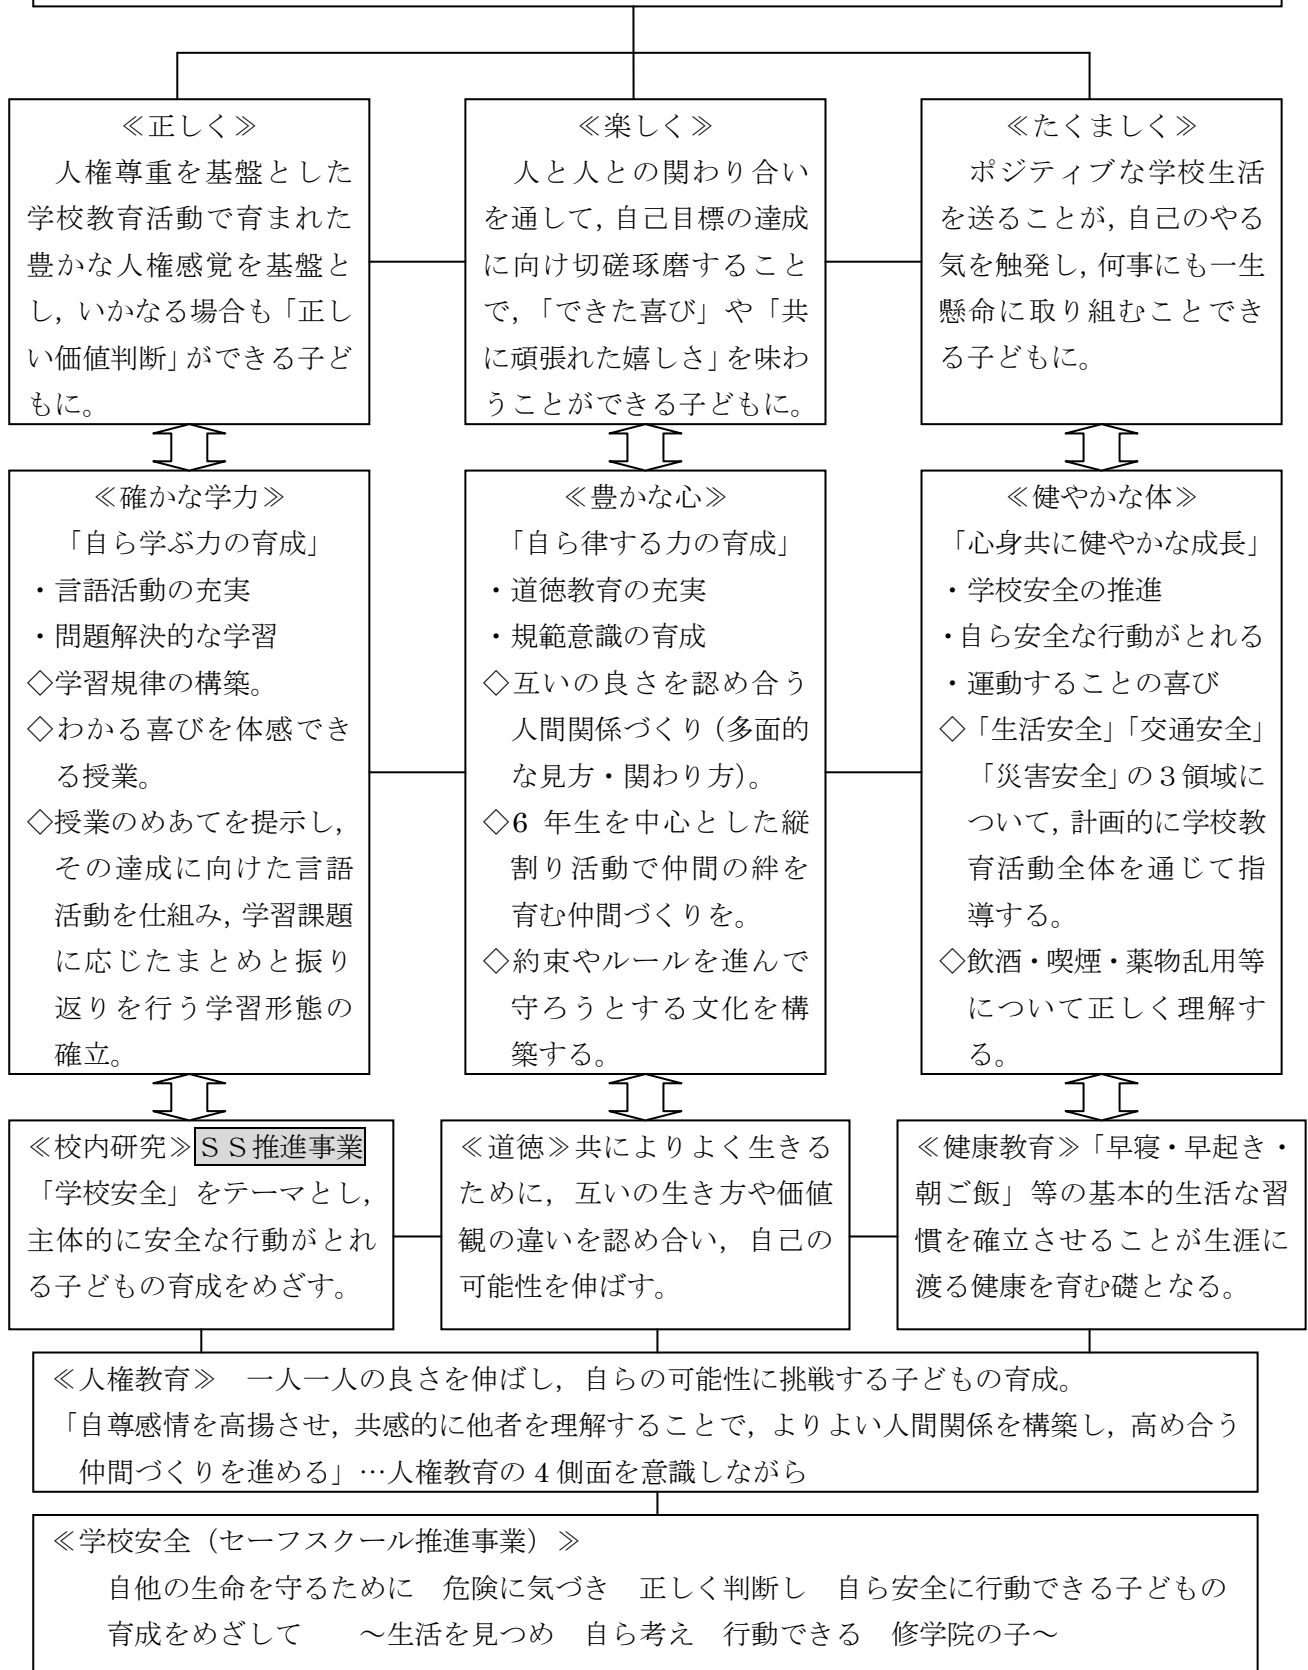 ≪正しく≫
人権尊重を基盤とした
学校教育活動で育まれた
豊かな人権感覚を基盤と
し，いかなる場合も「正し
い価値判断」ができる子ど
もに。
≪楽しく≫
人と人との関わり合い
を通して，自己目標の達成
に向け切磋琢磨すること
で，「できた喜び」や「共
に頑張れた嬉しさ」を味わ
うことができる子どもに。
≪たくましく≫
ポジティブな学校生活
を送ることが，自己のやる
気を触発し，何事にも一生
懸命に取り組むことでき
る子どもに。
≪確かな学力≫
「自ら学ぶ力の育成」
・言語活動の充実
・問題解決的な学習
◇学習規律の構築。
◇わかる喜びを体感でき
る授業。
◇授業のめあてを提示し，
その達成に向けた言語
活動を仕組み，学習課題
に応じたまとめと振り
返りを行う学習形態の
確立。
≪豊かな心≫
「自ら律する力の育成」
・道徳教育の充実
・規範意識の育成
◇互いの良さを認め合う
人間関係づくり（多面的
な見方・関わり方）。
◇6 年生を中心とした縦
割り活動で仲間の絆を
育む仲間づくりを。
◇約束やルールを進んで
守ろうとする文化を構
築する。
≪健やかな体≫
「心身共に健やかな成長」
・学校安全の推進
・自ら安全な行動がとれる
・運動することの喜び
◇「生活安全」「交通安全」
「災害安全」の３領域に
ついて，計画的に学校教
育活動全体を通じて指
導する。
◇飲酒・喫煙・薬物乱用等
について正しく理解す
る。
≪校内研究≫ＳＳ推進事業
「学校安全」をテーマとし，
主体的に安全な行動がとれ
る子どもの育成をめざす。
≪道徳≫共によりよく生きる
ために，互いの生き方や価値
観の違いを認め合い，自己の
可能性を伸ばす。
≪健康教育≫「早寝・早起き・
朝ご飯」等の基本的生活な習
慣を確立させることが生涯に
渡る健康を育む礎となる。
≪人権教育≫　一人一人の良さを伸ばし，自らの可能性に挑戦する子どもの育成。
「自尊感情を高揚させ，共感的に他者を理解することで，よりよい人間関係を構築し，高め合う
仲間づくりを進める」…人権教育の 4 側面を意識しながら
≪学校安全（セーフスクール推進事業）≫
自他の生命を守るために　危険に気づき　正しく判断し　自ら安全に行動できる子どもの
育成をめざして　　～生活を見つめ　自ら考え　行動できる　修学院の子～